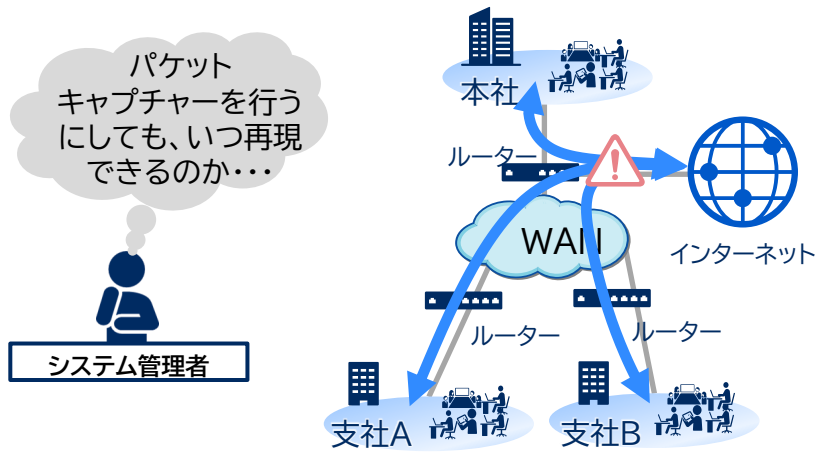 パケット
キャプチャーを行う
にしても、いつ再現
できるのか・・・
システム管理者
本社
ルーター
WAN
インターネット
ルーター
ルーター
支社A
支社B